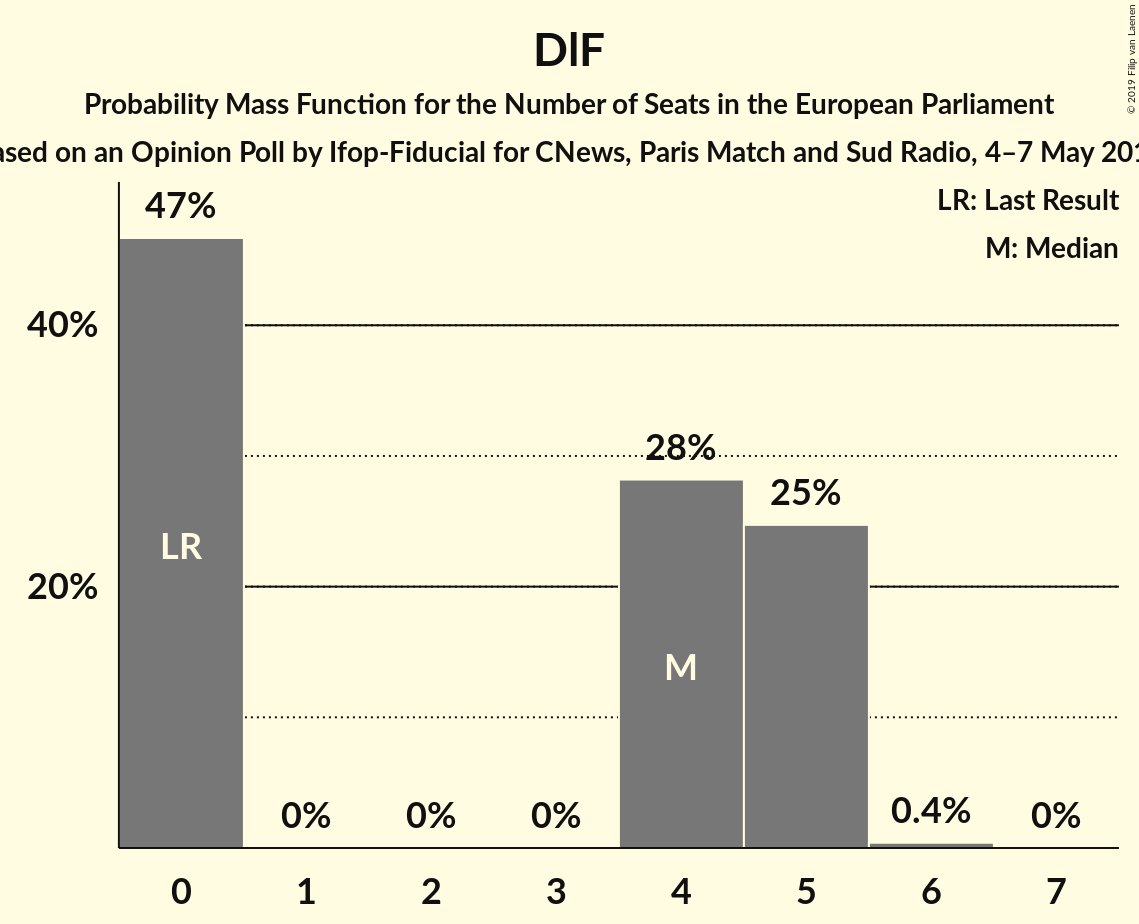 DlF
Probability Mass Function for the Number of Seats in the European Parliament
on an Opinion Poll by Ifop-Fiducial for CNews, Paris Match and Sud Radio, 4–7 May
© 2019 Filip van Laenen
LR: Last Result
M: Median
47%
40%
28%
25%
LR
20%
M
0%
0%
0%
0.4%
0%
0
1
2
3
4
5
6
7